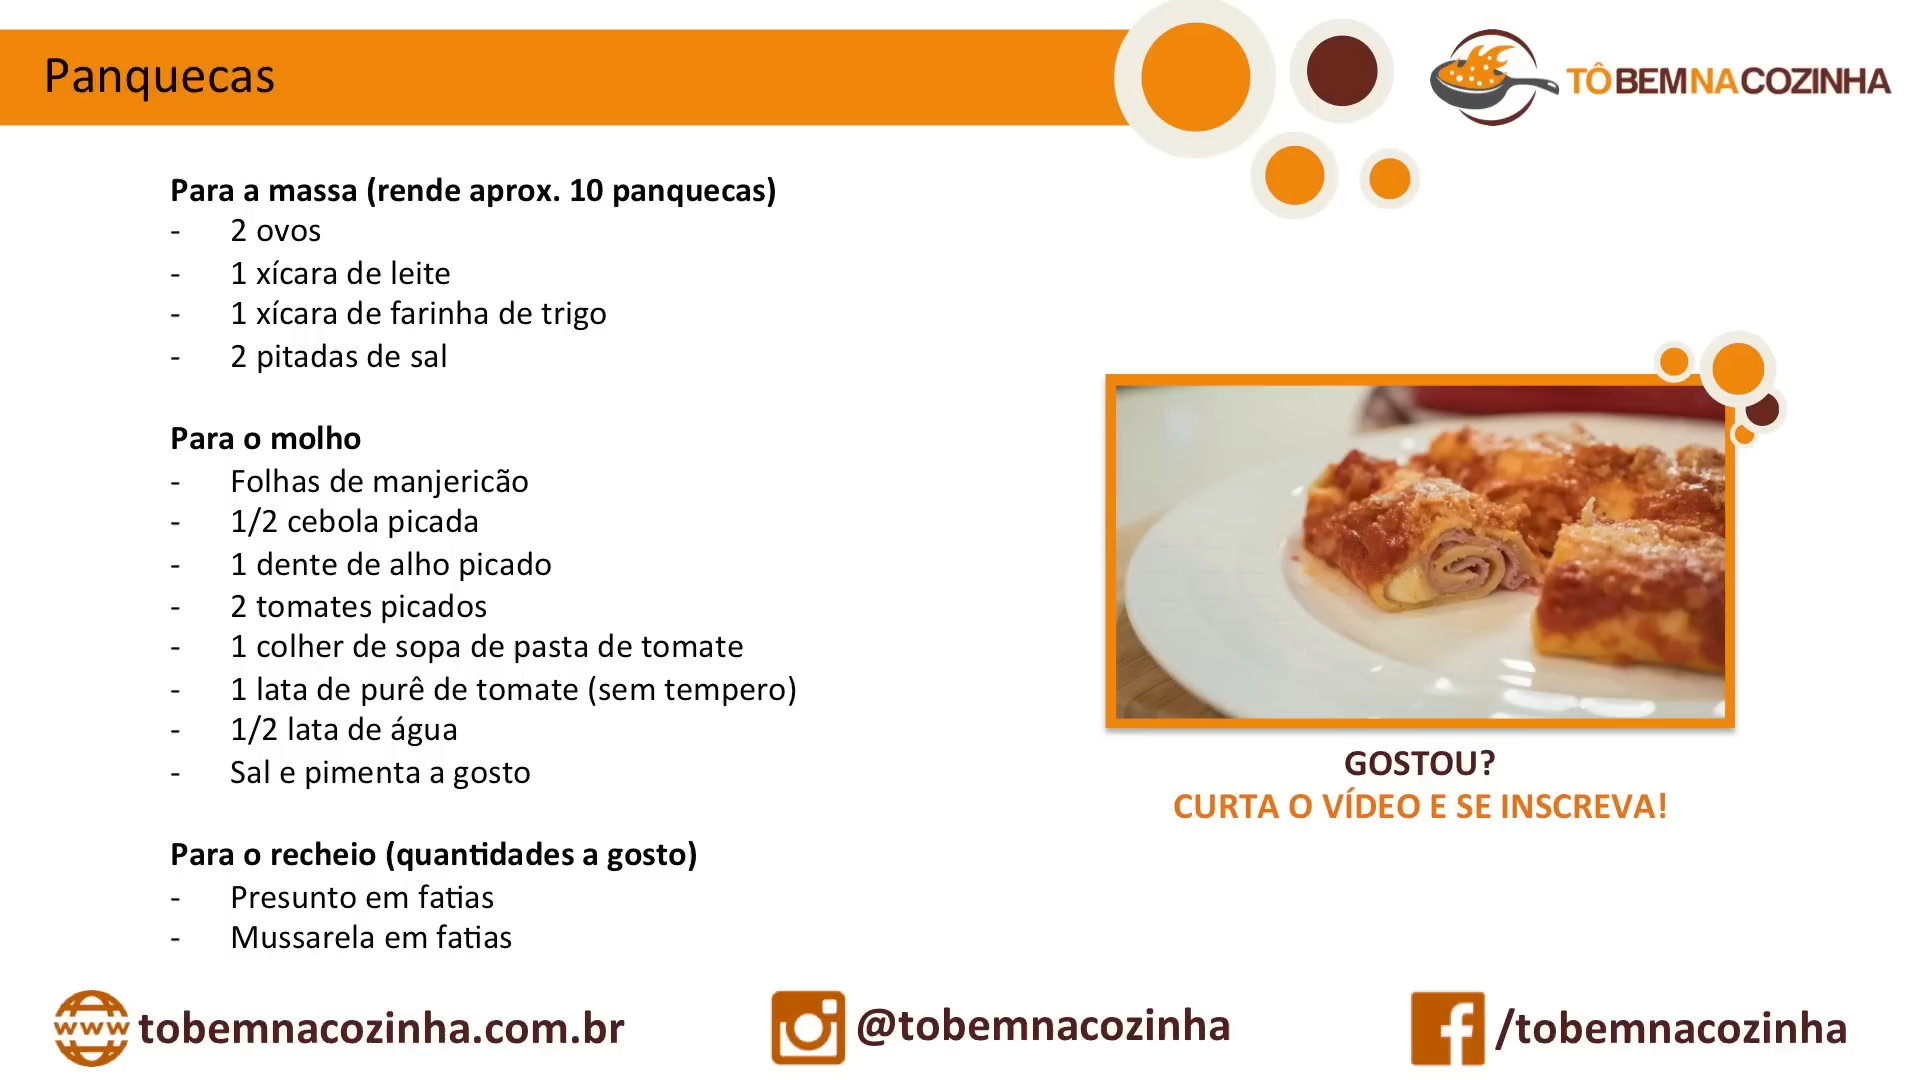 Panquecas
TÔBEMNACOZINHA
Para a massa (rende aprox. 10 panquecas)
- 2 ovos
- 1 xícara de leite
- 1 xícara de farinha de trigo
- 2 pitadas de sal
Para o molho
- Folhas de manjericão
- 1/2 cebola picada
- 1 dente de alho picado
- 2 tomates picados
- 1 colher de sopa de pasta de tomate
- 1 lata de purê de tomate (sem tempero)
- 1/2 lata de água
- Sal e pimenta a gosto
Para o recheio (quantidades a gosto)
- Presunto em fatias
- Mussarela em fatias
GOSTOU?
CURTA O VÍDEO E SE INSCREVA!
www tobemnacozinha.com.br
@tobemnacozinha
f /tobemnacozinha